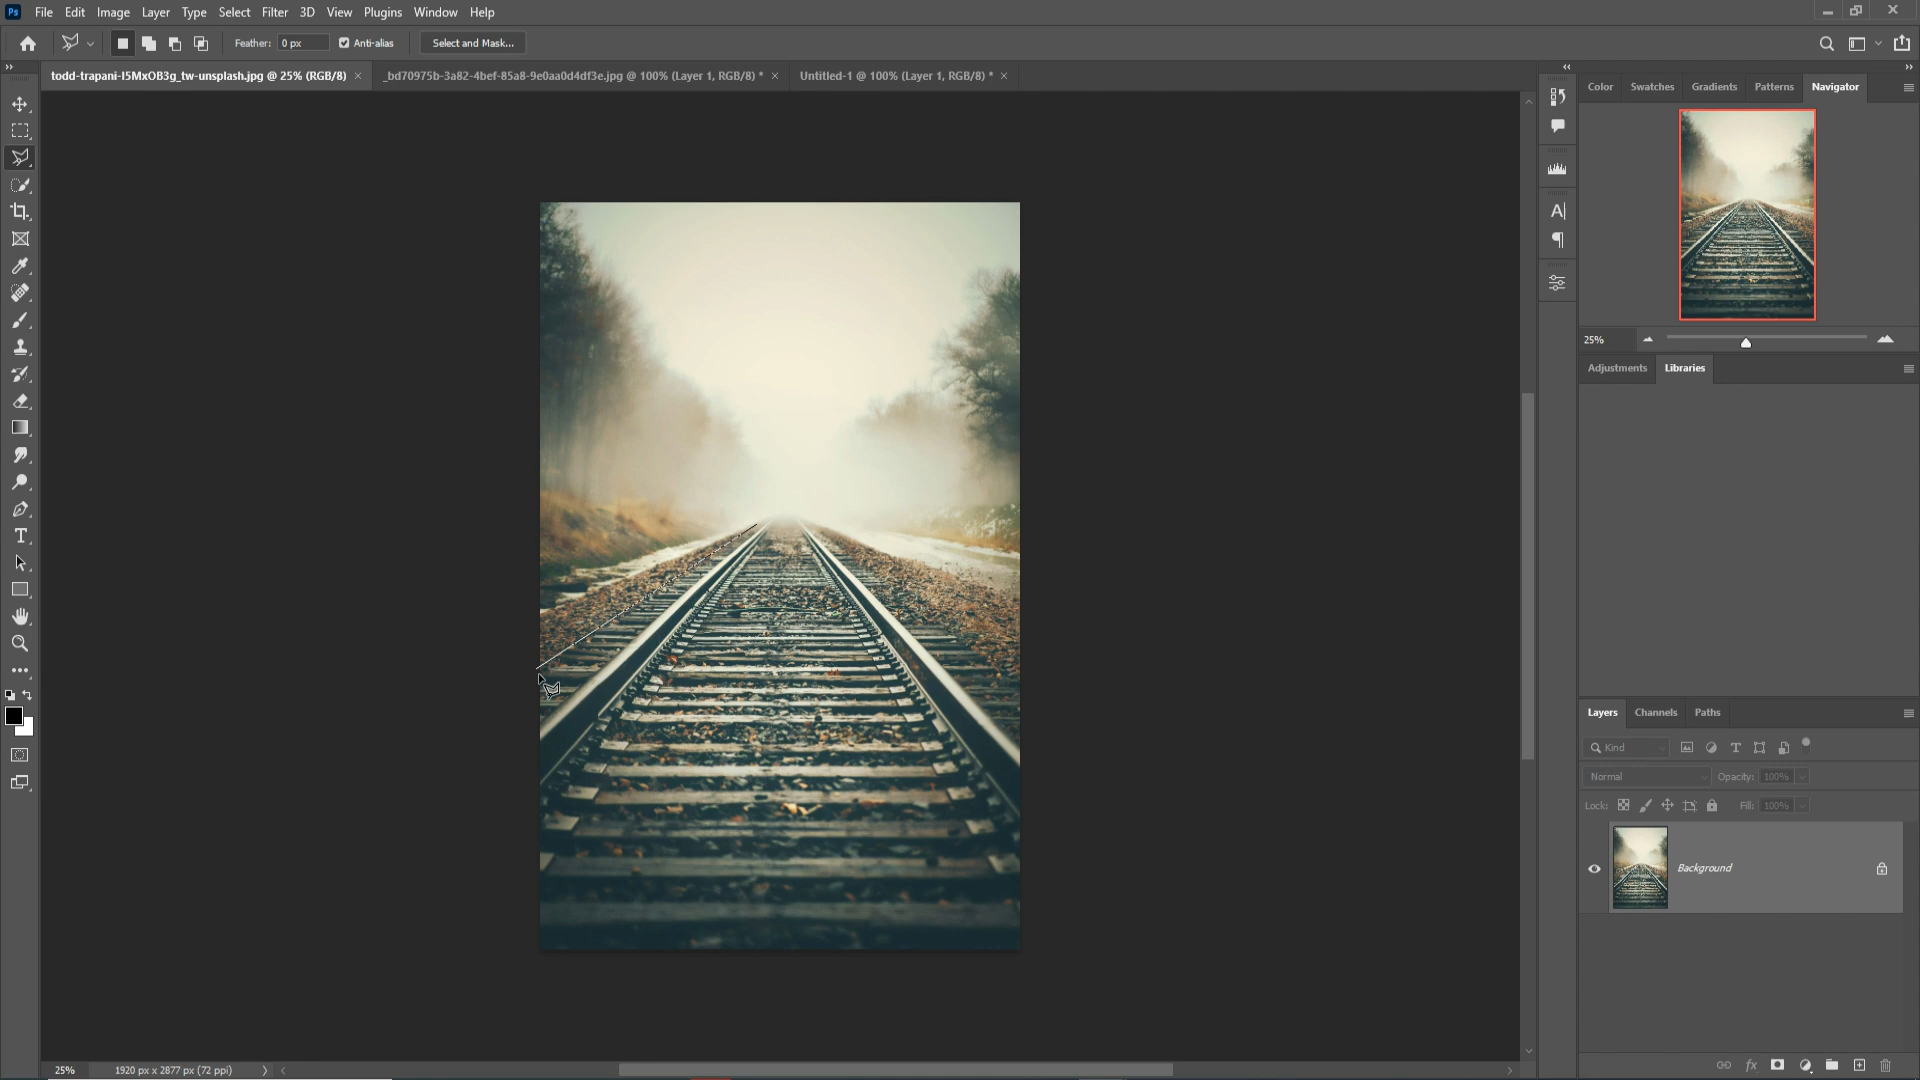 Ps File Edit Image Layer Type Select Filter 3D View Plugins Window Help
Feather: 0 px Anti-alias Select and Mask...
todd-trapani-I5MxOB3g_tw-unsplash.jpg @ 25% (RGB/8) _bd70975b-3a82-4bef-85a8-9e0aa0d4df3e.jpg @ 100% (Layer 1, RGB/8) * Untitled-1 @ 100% (Layer 1, RGB/8) *
Color Swatches Gradients Patterns Navigator
25%
Adjustments Libraries
Layers Channels Paths
Kind
Normal Opacity: 100%
Lock: Fill: 100%
Background
25% 1920 px x 2877 px (72 ppi)